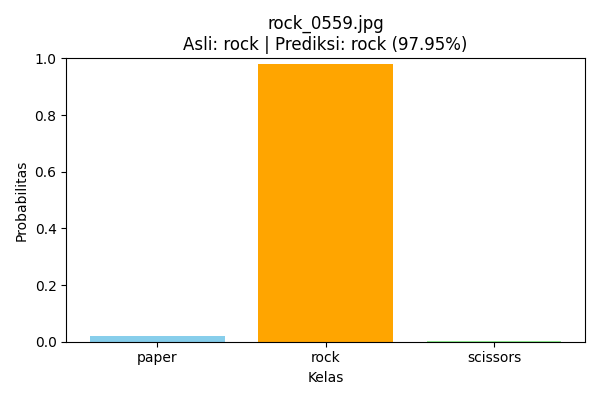 rock_0559.jpg
Asli: rock | Prediksi: rock (97.95%)
1.0
0.8
0.6
0.4
0.2
0.0
Probabilitas
paper rock scissors
Kelas